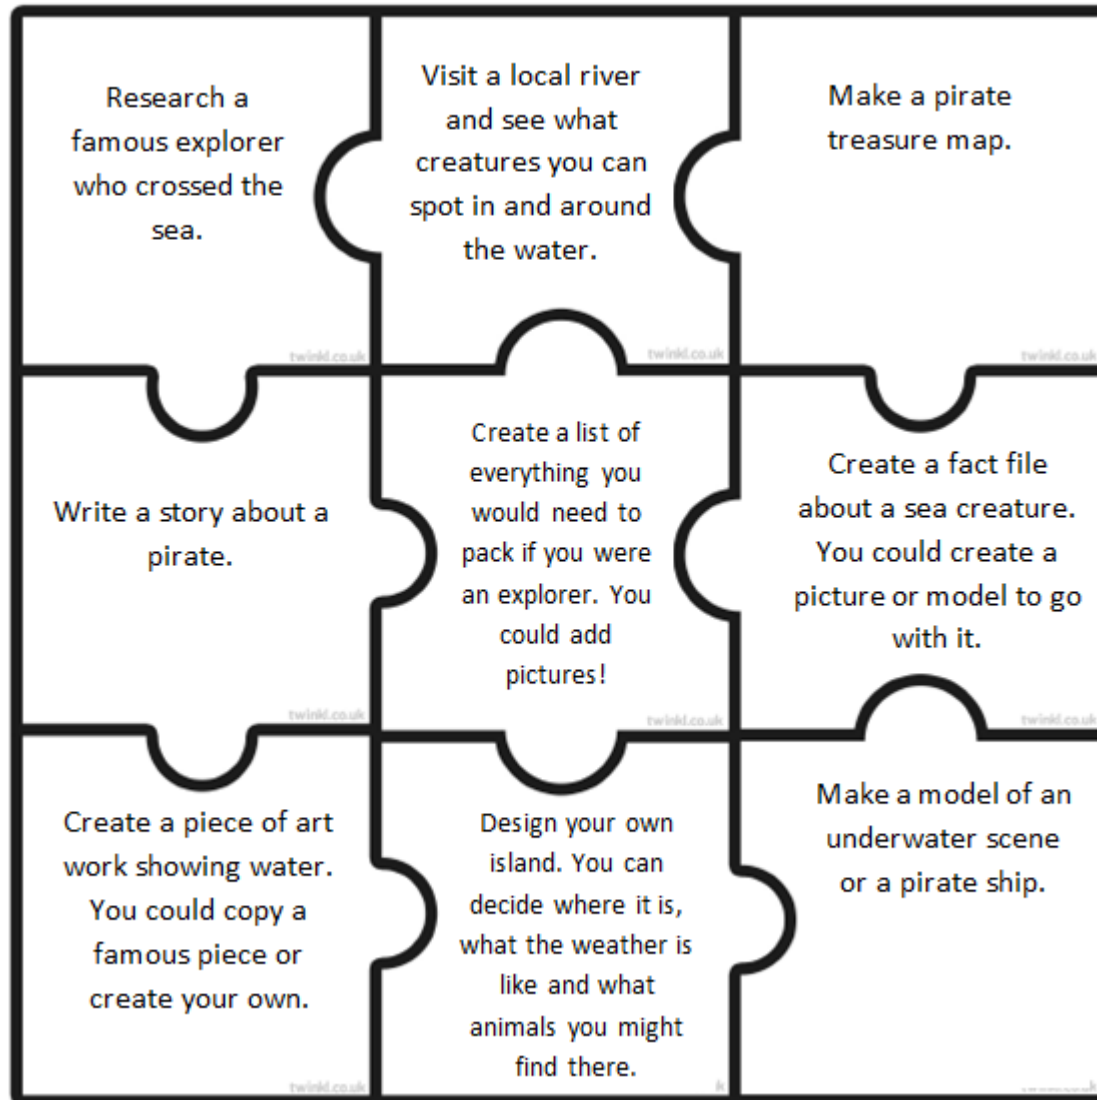 Research a
famous explorer
who crossed the
sea.
twinkl.co.uk
Visit a local river
and see what
creatures you can
spot in and around
the water.
twinkl.co.uk
Make a pirate
treasure map.
twinkl.co.uk
Write a story about a
pirate.
twinkl.co.uk
Create a list of
everything you
would need to
pack if you were
an explorer. You
could add
pictures!
twinkl.co.uk
Create a fact file
about a sea creature.
You could create a
picture or model to go
with it.
twinkl.co.uk
Create a piece of art
work showing water.
You could copy a
famous piece or
create your own.
twinkl.co.uk
Design your own
island. You can
decide where it is,
what the weather is
like and what
animals you might
find there.
k
Make a model of an
underwater scene
or a pirate ship.